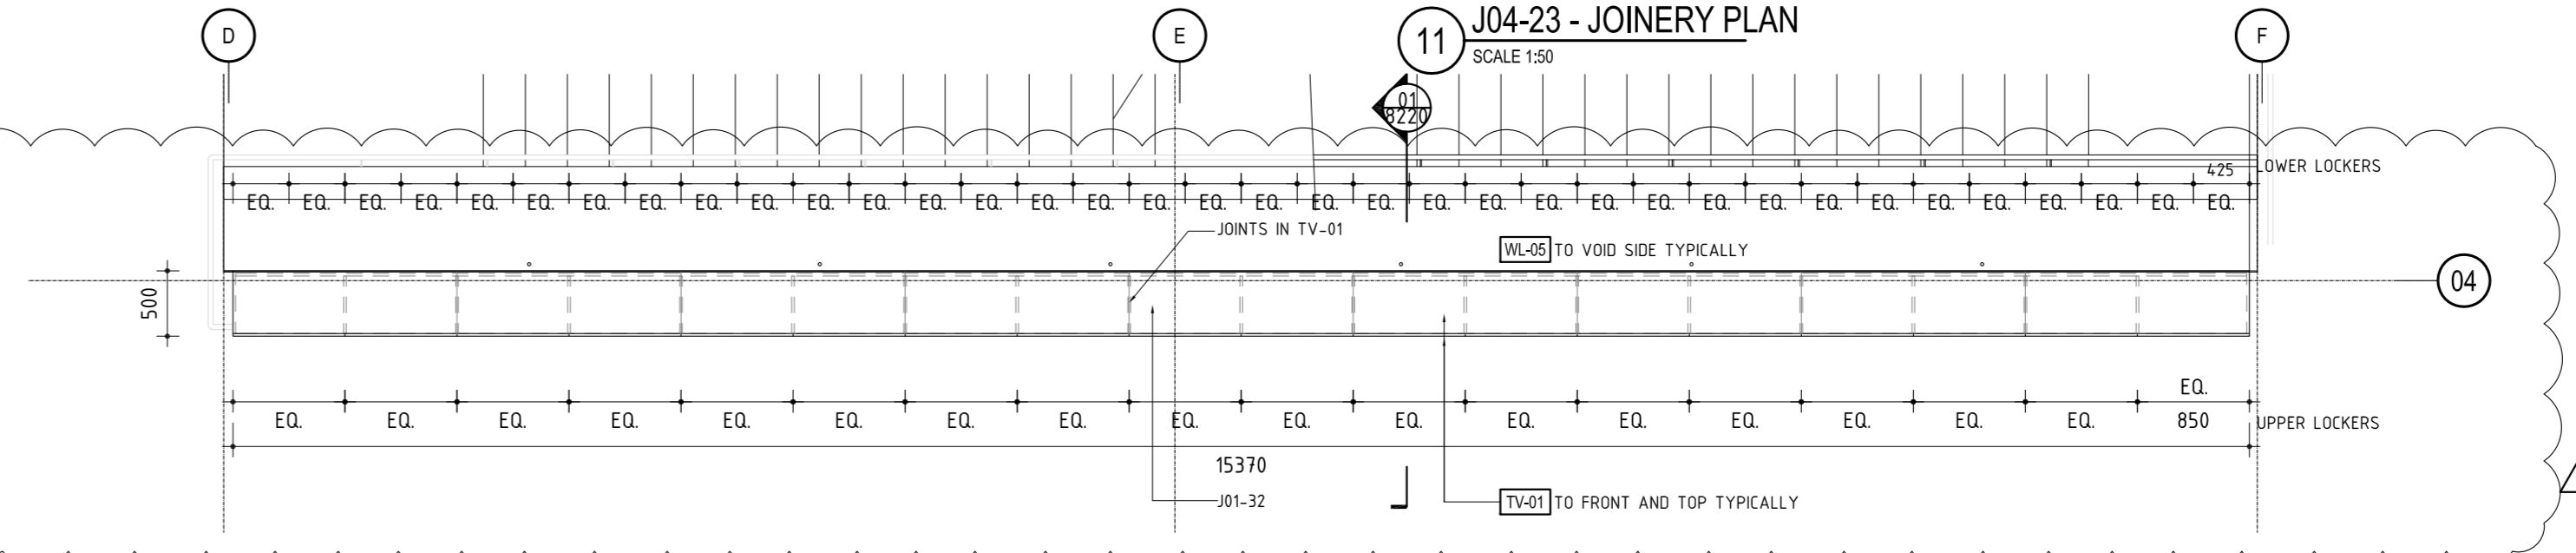 D
E
11
J04-23 - JOINERY PLAN
SCALE 1:50
F
01
8220
425
LOWER LOCKERS
EQ. EQ. EQ. EQ. EQ. EQ. EQ. EQ. EQ. EQ. EQ. EQ. EQ. EQ. EQ. EQ. EQ. EQ. EQ. EQ. EQ. EQ. EQ. EQ. EQ. EQ. EQ. EQ. EQ. EQ. EQ. EQ. EQ. EQ. EQ. EQ.
JOINTS IN TV-01
WL-05 TO VOID SIDE TYPICALLY
04
500
EQ.
EQ. EQ. EQ. EQ. EQ. EQ. EQ. EQ. EQ. EQ. EQ. EQ. EQ. EQ. EQ. EQ. EQ. 850 UPPER LOCKERS
15370
J01-32
TV-01 TO FRONT AND TOP TYPICALLY